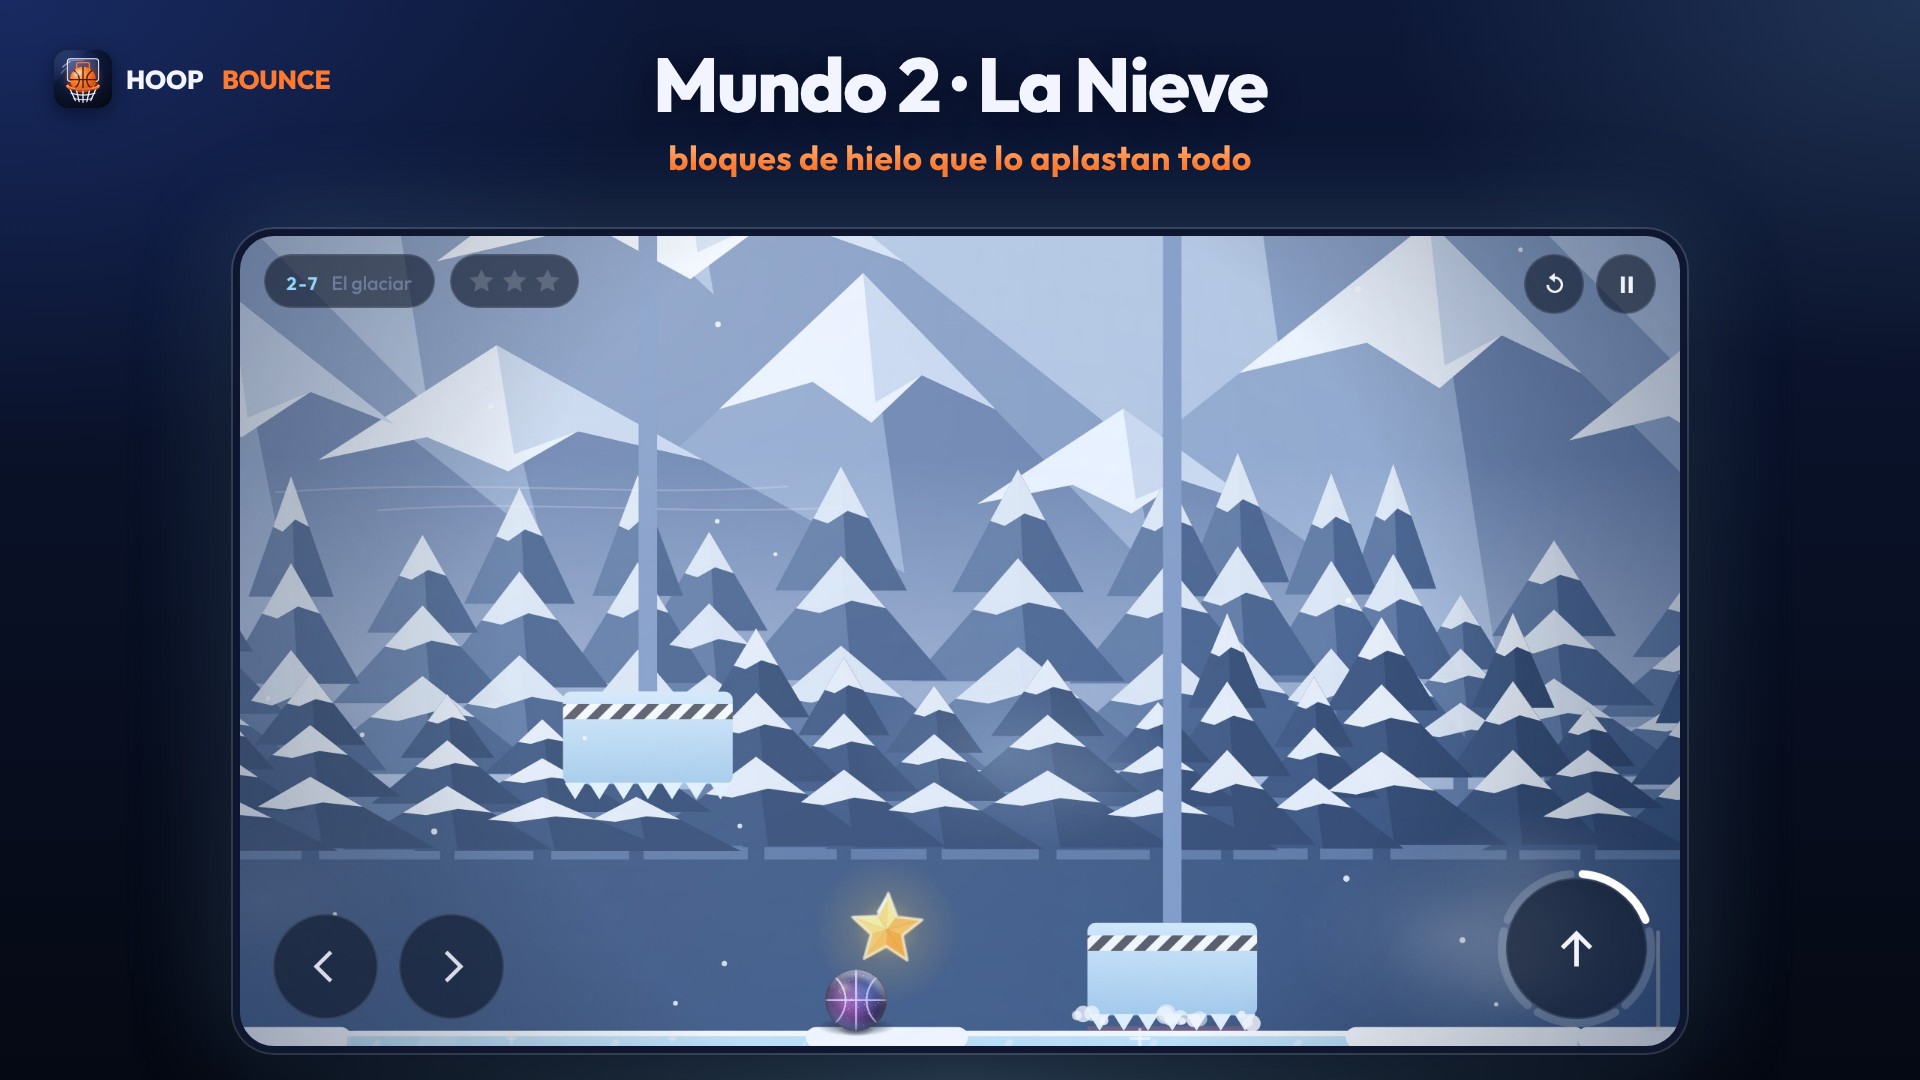 HOOP BOUNCE
Mundo 2 · La Nieve
bloques de hielo que lo aplastan todo
2-7 El glaciar